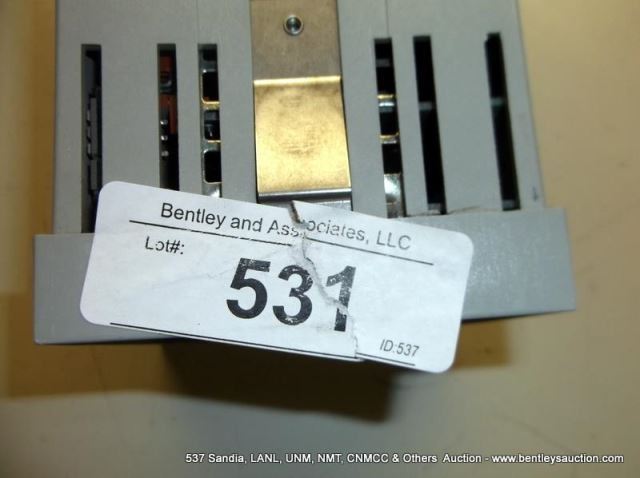 Bentley and Associates, LLC
Lot#:
531
ID:537
537 Sandia, LANL, UNM, NMT, CNMCC & Others Auction - www.bentleysauction.com